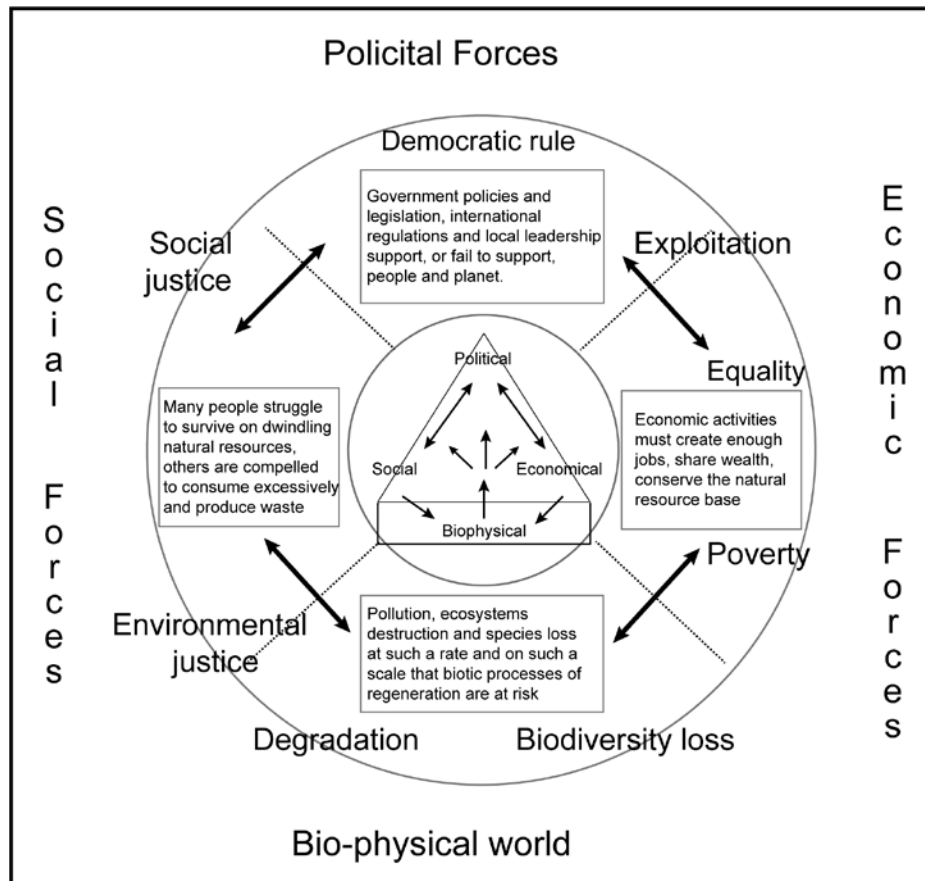 Policital Forces
Democratic rule
Government policies and
legislation, international
regulations and local leadership
support, or fail to support,
people and planet.
Social
justice
Exploitation
Social Forces
Economic Forces
Political
Social
Economical
Biophysical
Equality
Many people struggle
to survive on dwindling
natural resources,
others are compelled
to consume excessively
and produce waste
Economic activities
must create enough
jobs, share wealth,
conserve the natural
resource base
Poverty
Environmental
justice
Pollution, ecosystems
destruction and species loss
at such a rate and on such a
scale that biotic processes of
regeneration are at risk
Degradation
Biodiversity loss
Bio-physical world